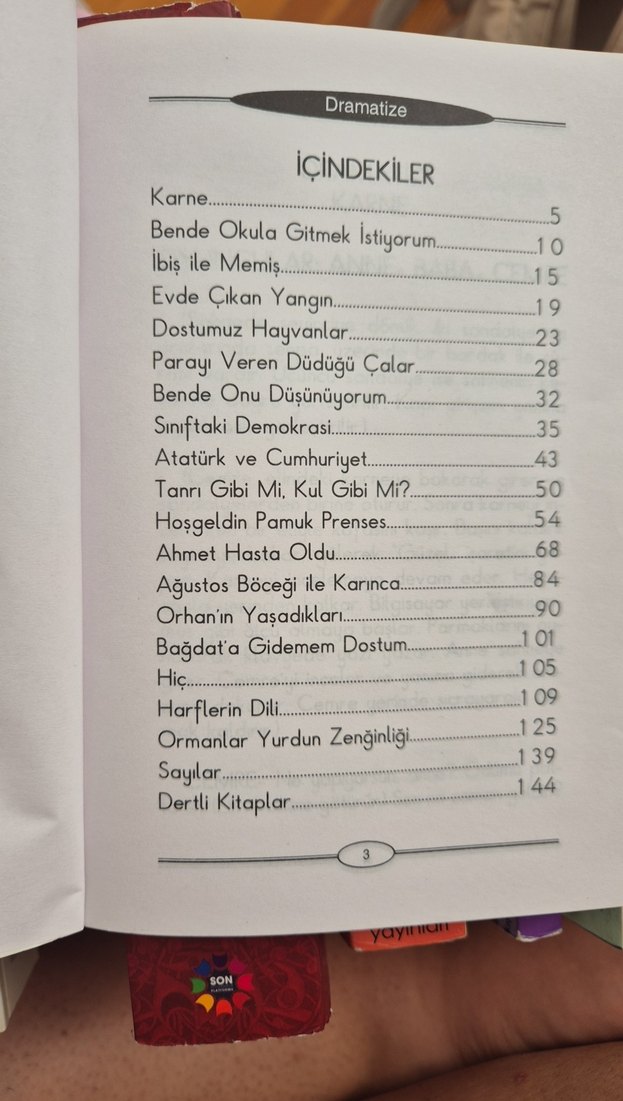 Dramatize
İÇİNDEKİLER
Karne.....5
Bende Okula Gitmek İstiyorum.....10
İbiş ile Memiş.....15
Evde Çıkan Yangın.....19
Dostumuz Hayvanlar.....23
Parayı Veren Düdüğü Çalar.....28
Bende Onu Düşünüyorum.....32
Sınıftaki Demokrasi.....35
Atatürk ve Cumhuriyet.....43
Tanrı Gibi Mi, Kul Gibi Mi?.....50
Hoşgeldin Pamuk Prenses.....54
Ahmet Hasta Oldu.....68
Ağustos Böceği ile Karınca.....84
Orhan'ın Yaşadıkları.....90
Bağdat'a Gidemem Dostum.....101
Hiç.....105
Harflerin Dili.....109
Ormanlar Yurdun Zenğinliği.....125
Sayılar.....139
Dertli Kitaplar.....144
3
yayınları
SON